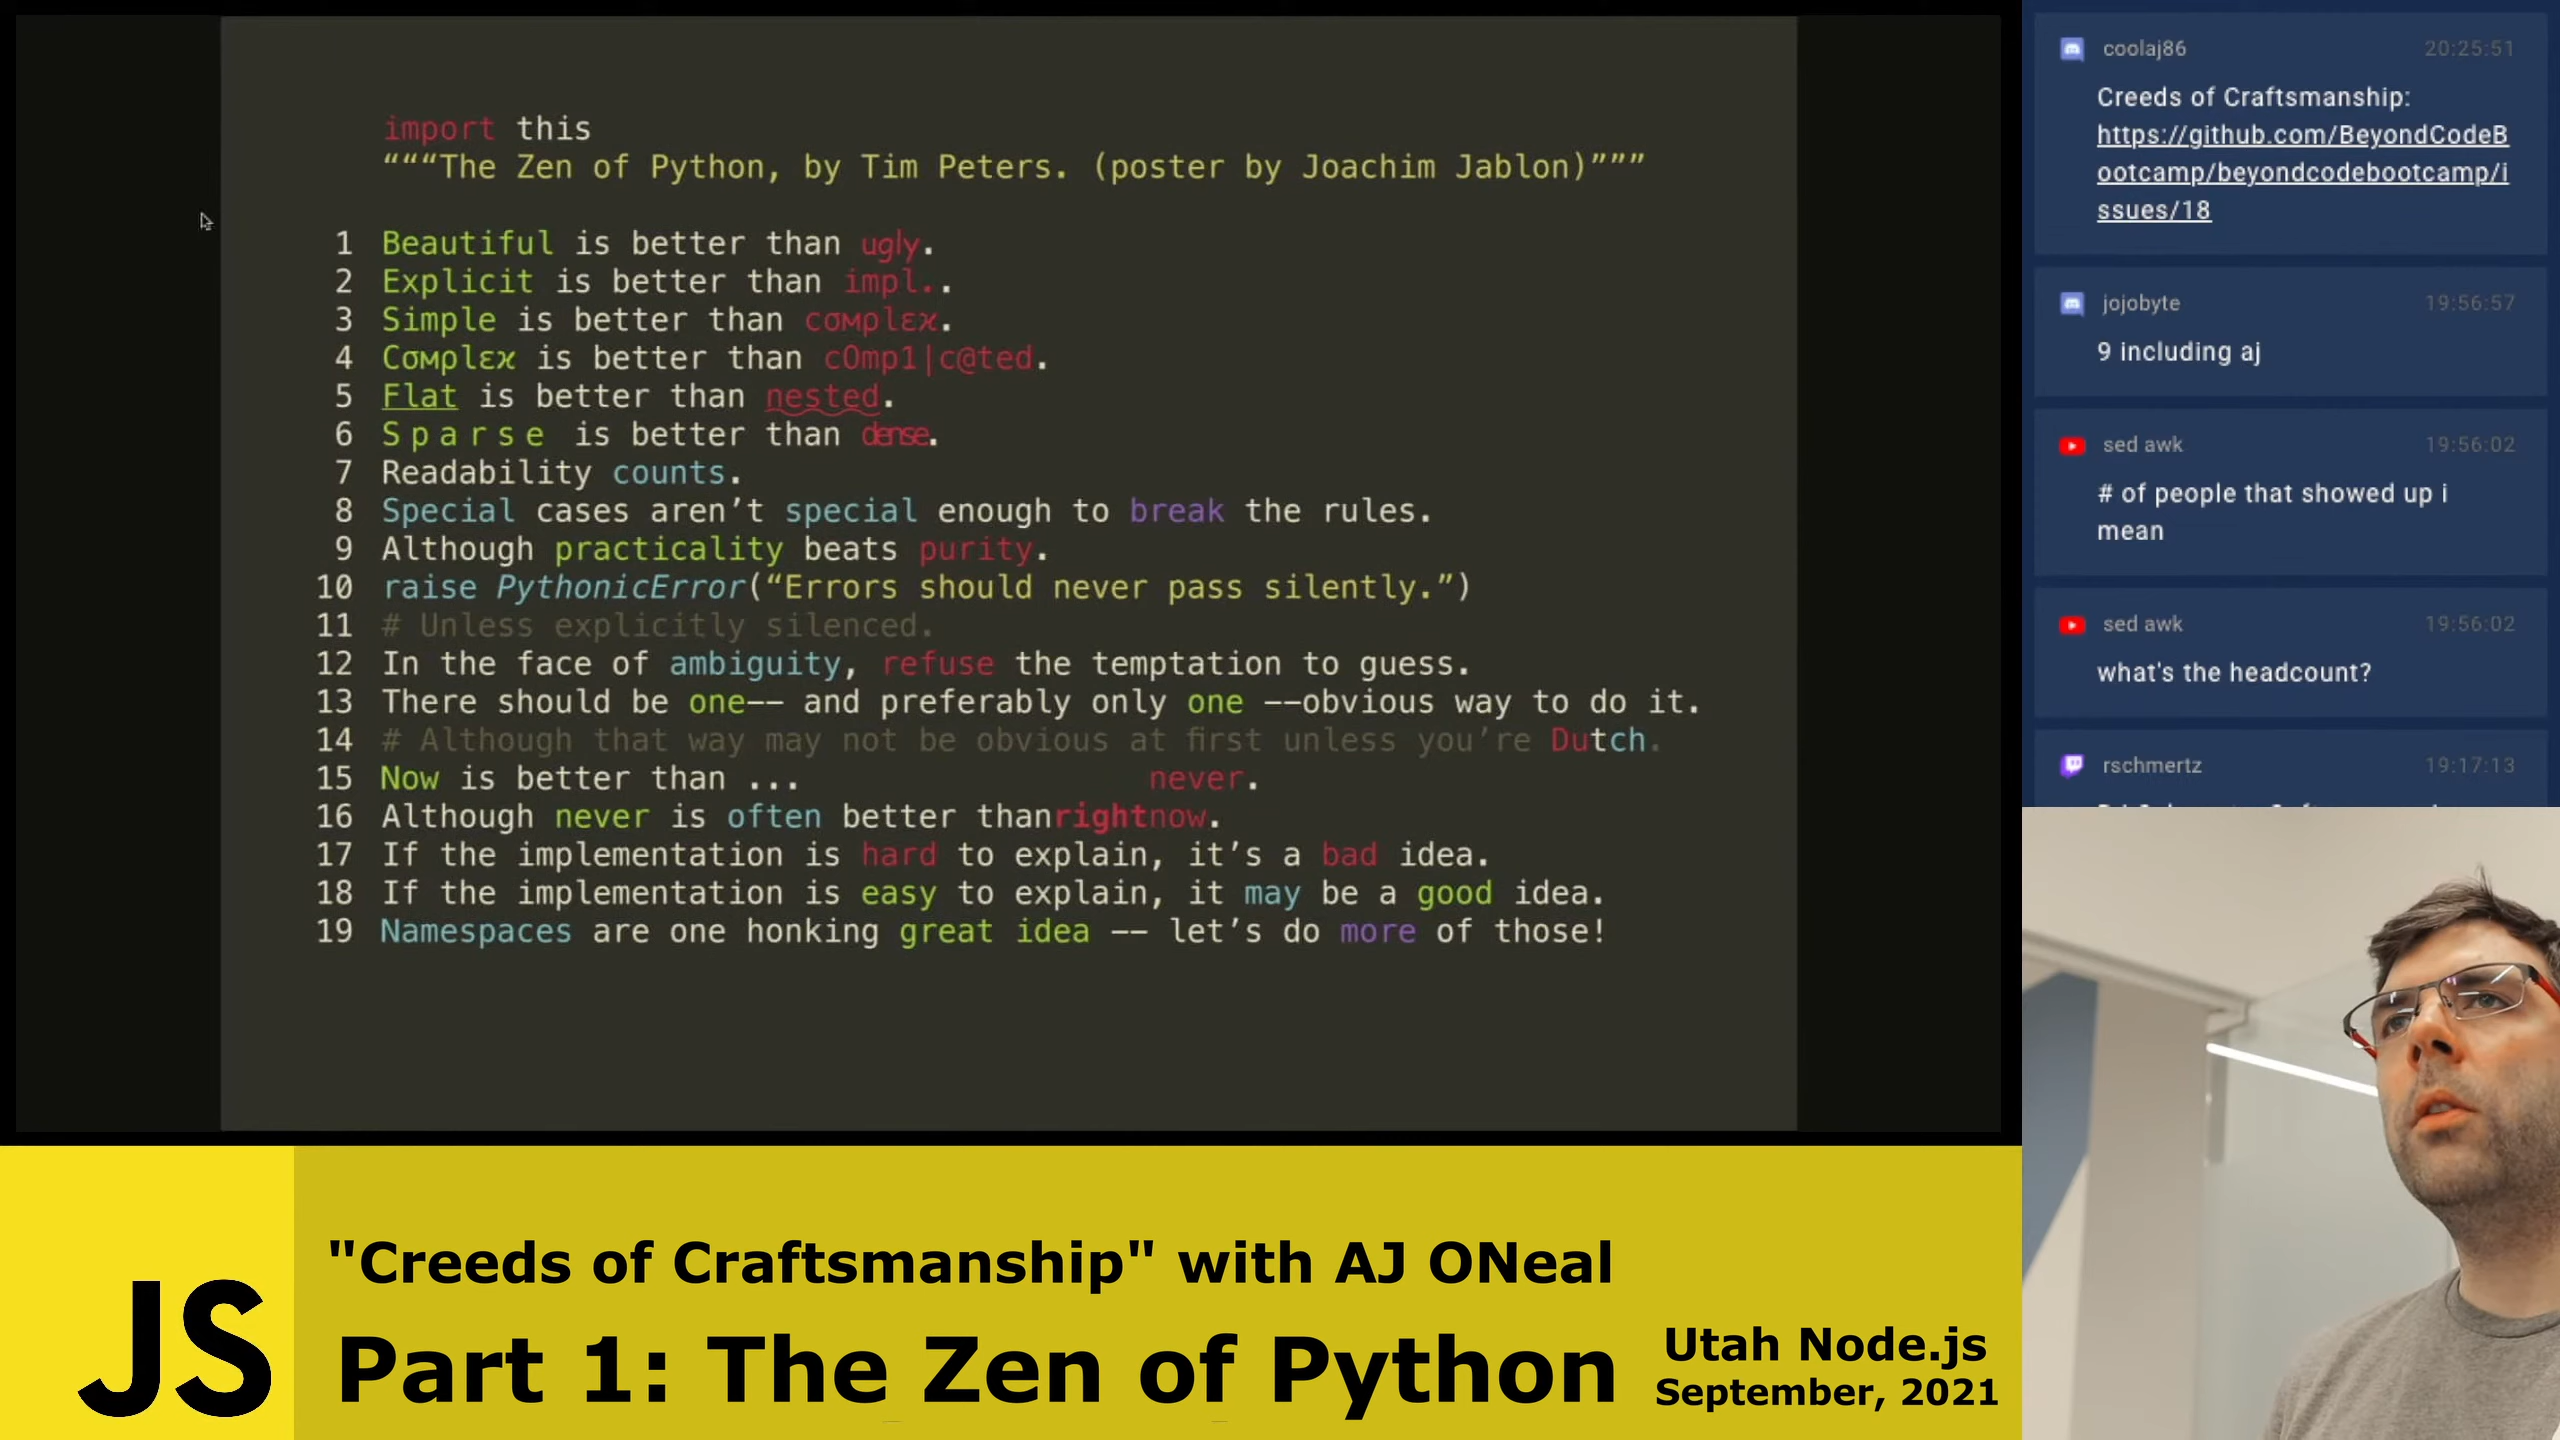 import this
“““The Zen of Python, by Tim Peters. (poster by Joachim Jablon)”””
1 Beautiful is better than ugly.
2 Explicit is better than impl..
3 Simple is better than cσмρlεx.
4 Cσмρlεx is better than cOmp1|c@ted.
5 Flat is better than nested.
6 Sparse is better than dense.
7 Readability counts.
8 Special cases aren’t special enough to break the rules.
9 Although practicality beats purity.
10 raise PythonicError(“Errors should never pass silently.”)
11 # Unless explicitly silenced.
12 In the face of ambiguity, refuse the temptation to guess.
13 There should be one–– and preferably only one ––obvious way to do it.
14 # Although that way may not be obvious at first unless you’re Dutch.
15 Now is better than ... never.
16 Although never is often better thanrightnow.
17 If the implementation is hard to explain, it’s a bad idea.
18 If the implementation is easy to explain, it may be a good idea.
19 Namespaces are one honking great idea –– let’s do more of those!
coolaj86 20:25:51
Creeds of Craftsmanship:
https://github.com/BeyondCodeB
ootcamp/beyondcodebootcamp/i
ssues/18
jojobyte 19:56:57
9 including aj
sed awk 19:56:02
# of people that showed up i
mean
sed awk 19:56:02
what's the headcount?
rschmertz 19:17:13
JS
"Creeds of Craftsmanship" with AJ ONeal
Part 1: The Zen of Python
Utah Node.js
September, 2021